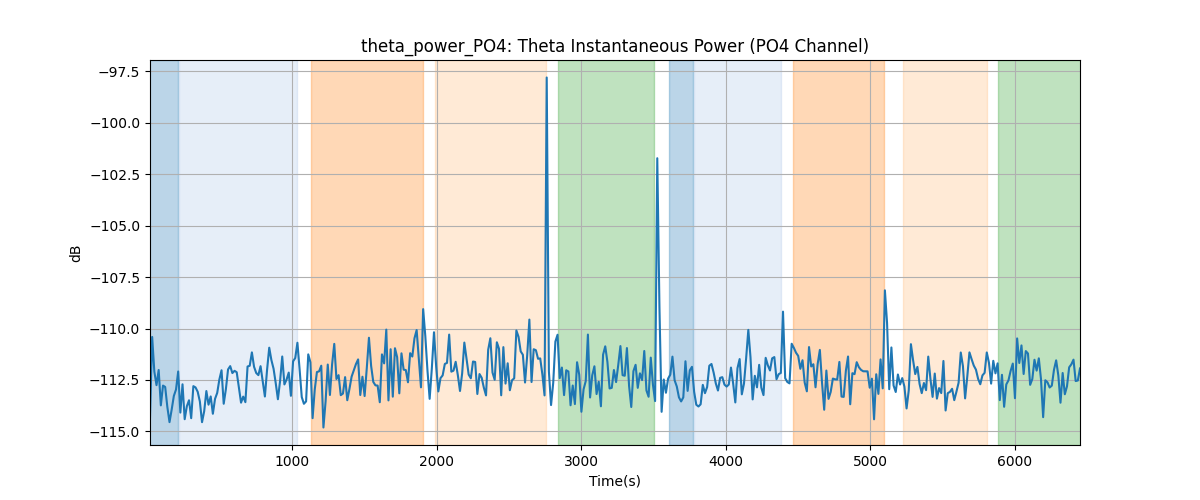 theta_power_PO4: Theta Instantaneous Power (PO4 Channel)
−97.5
−100.0
−102.5
−105.0
−107.5
−110.0
−112.5
−115.0
dB
1000 2000 3000 4000 5000 6000
Time(s)